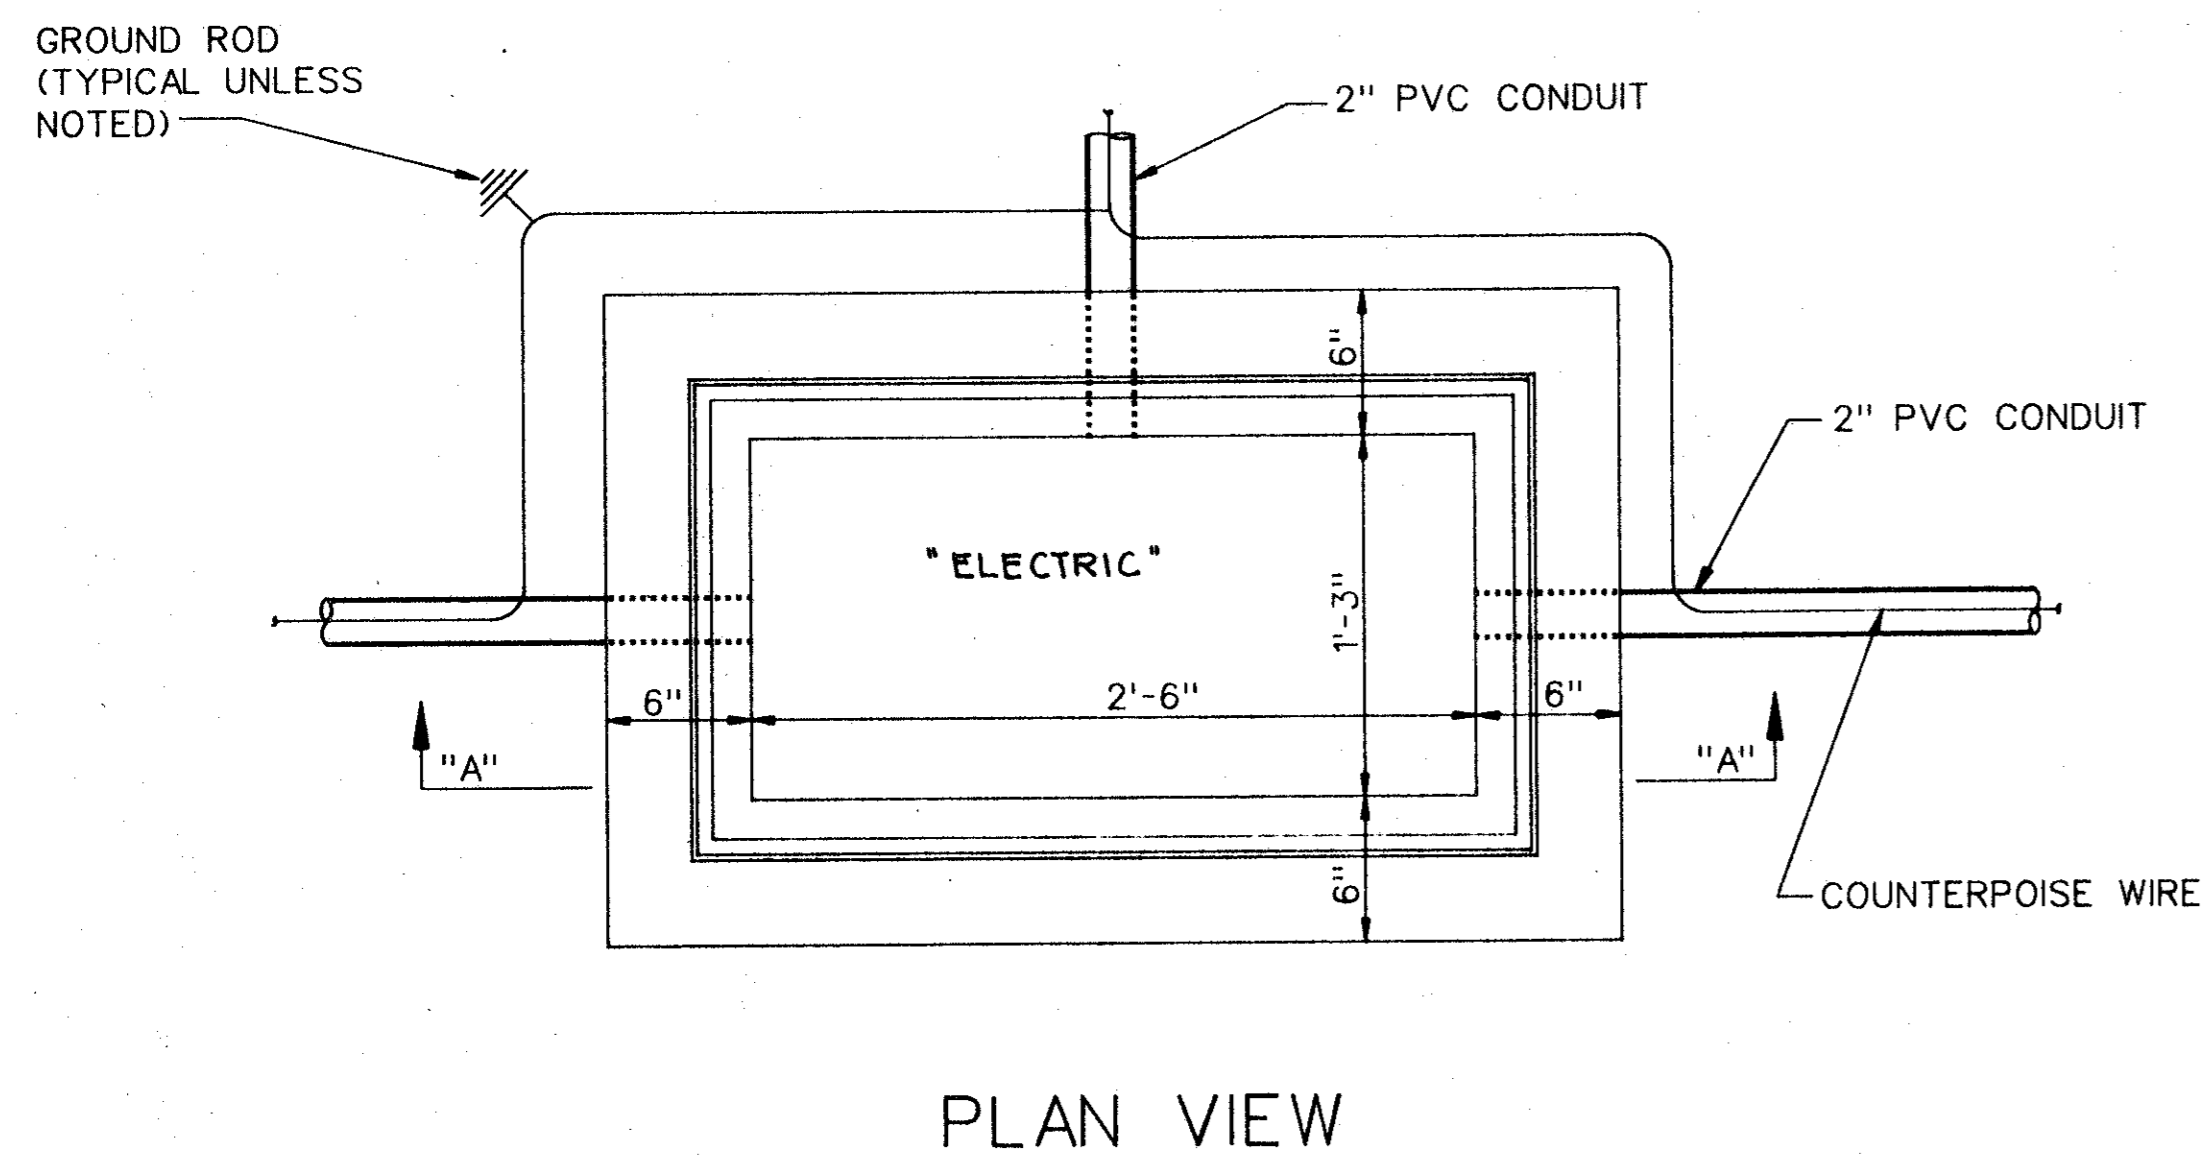 GROUND ROD
(TYPICAL UNLESS
NOTED)
2" PVC CONDUIT
6"
2" PVC CONDUIT
"ELECTRIC"
1'-3"
6"
2'-6"
6"
"A"
"A"
6"
COUNTERPOISE WIRE
PLAN VIEW